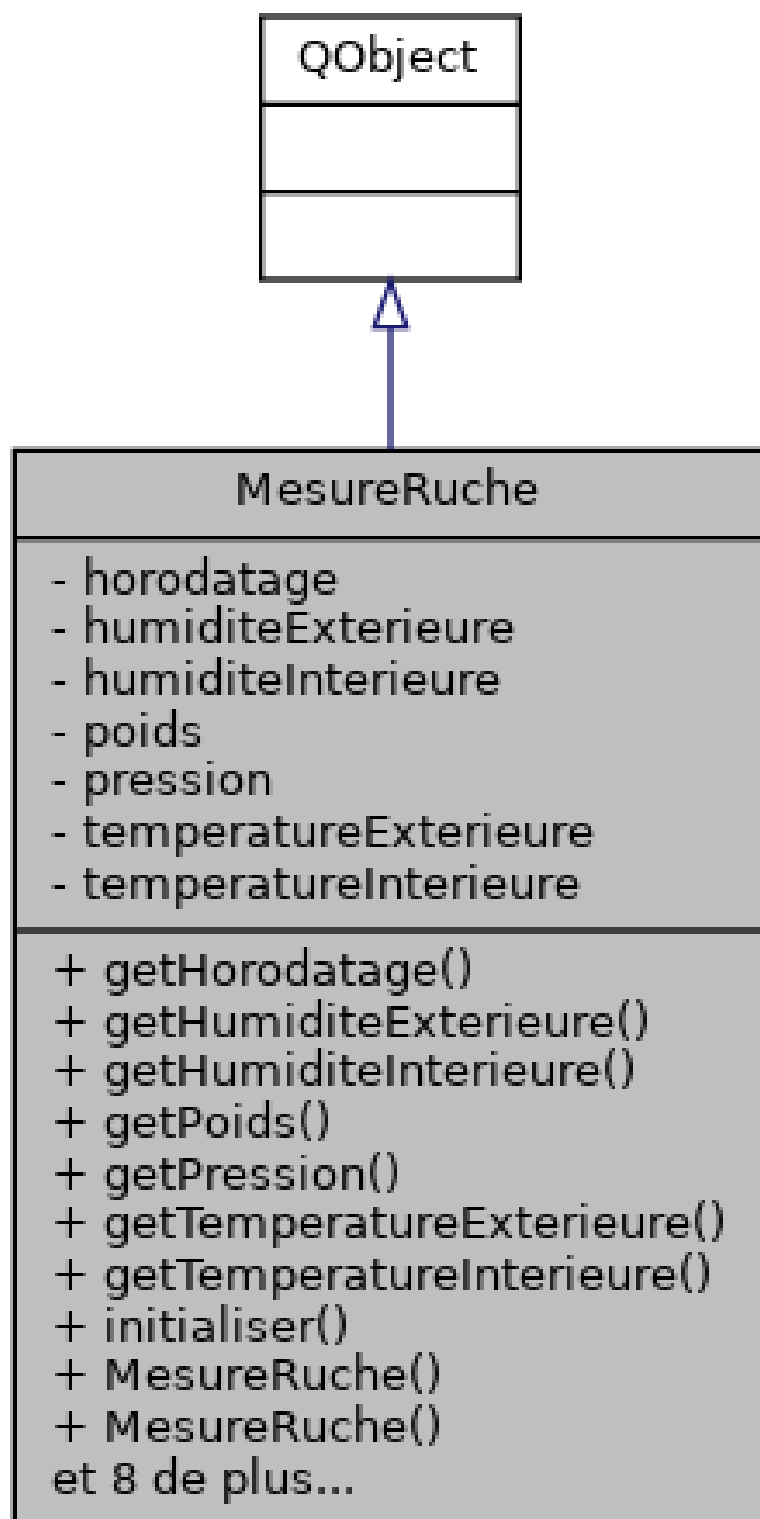 QObject
MesureRuche
- horodatage
- humiditeExterieure
- humiditeInterieure
- poids
- pression
- temperatureExterieure
- temperatureInterieure
+ getHorodatage()
+ getHumiditeExterieure()
+ getHumiditeInterieure()
+ getPoids()
+ getPression()
+ getTemperatureExterieure()
+ getTemperatureInterieure()
+ initialiser()
+ MesureRuche()
+ MesureRuche()
et 8 de plus...